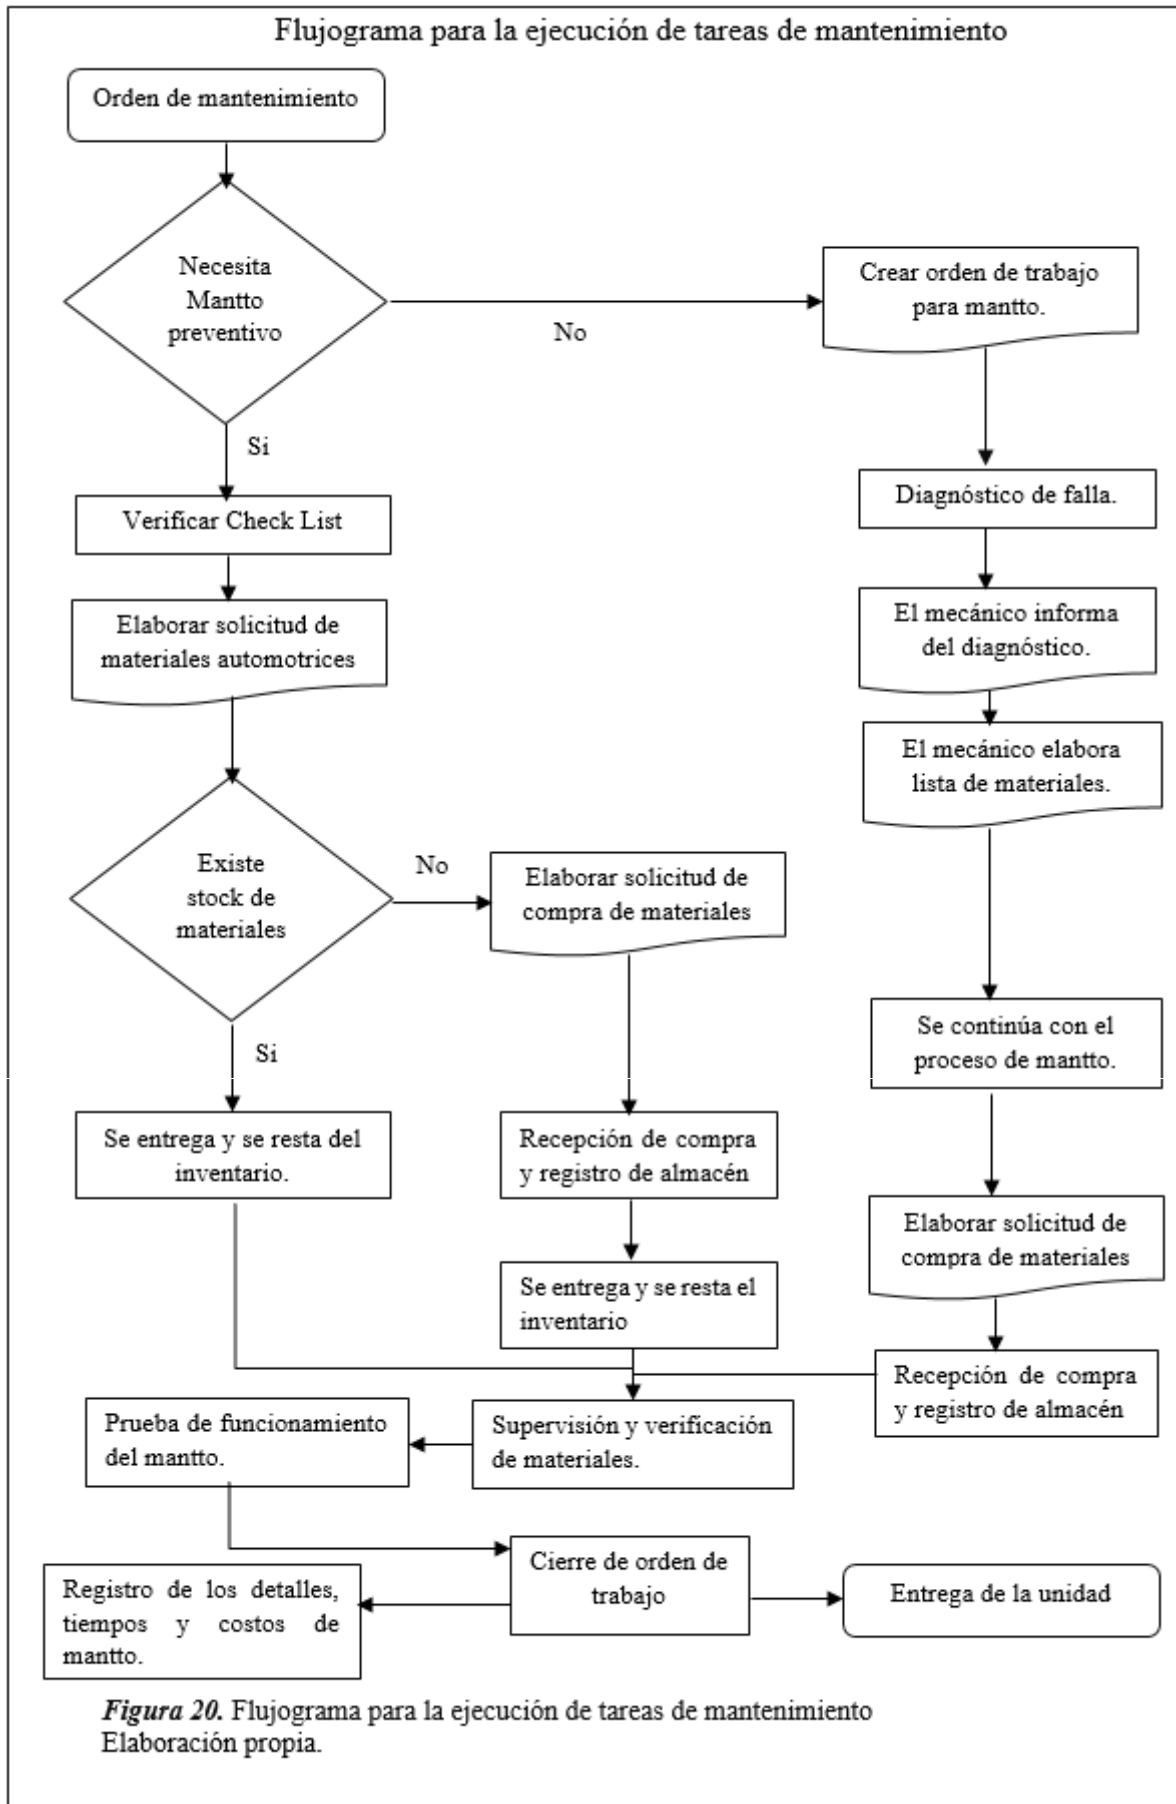 Flujograma para la ejecución de tareas de mantenimiento
Orden de mantenimiento
Necesita
Mantto
preventivo
No
Crear orden de trabajo
para mantto.
Si
Verificar Check List
Diagnóstico de falla.
Elaborar solicitud de
materiales automotrices
El mecánico informa
del diagnóstico.
El mecánico elabora
lista de materiales.
Existe
stock de
materiales
No
Elaborar solicitud de
compra de materiales
Si
Se continúa con el
proceso de mantto.
Se entrega y se resta del
inventario.
Recepción de compra
y registro de almacén
Elaborar solicitud de
compra de materiales
Se entrega y se resta el
inventario
Recepción de compra
y registro de almacén
Prueba de funcionamiento
del mantto.
Supervisión y verificación
de materiales.
Cierre de orden de
trabajo
Registro de los detalles,
tiempos y costos de
mantto.
Entrega de la unidad
Figura 20. Flujograma para la ejecución de tareas de mantenimiento
Elaboración propia.